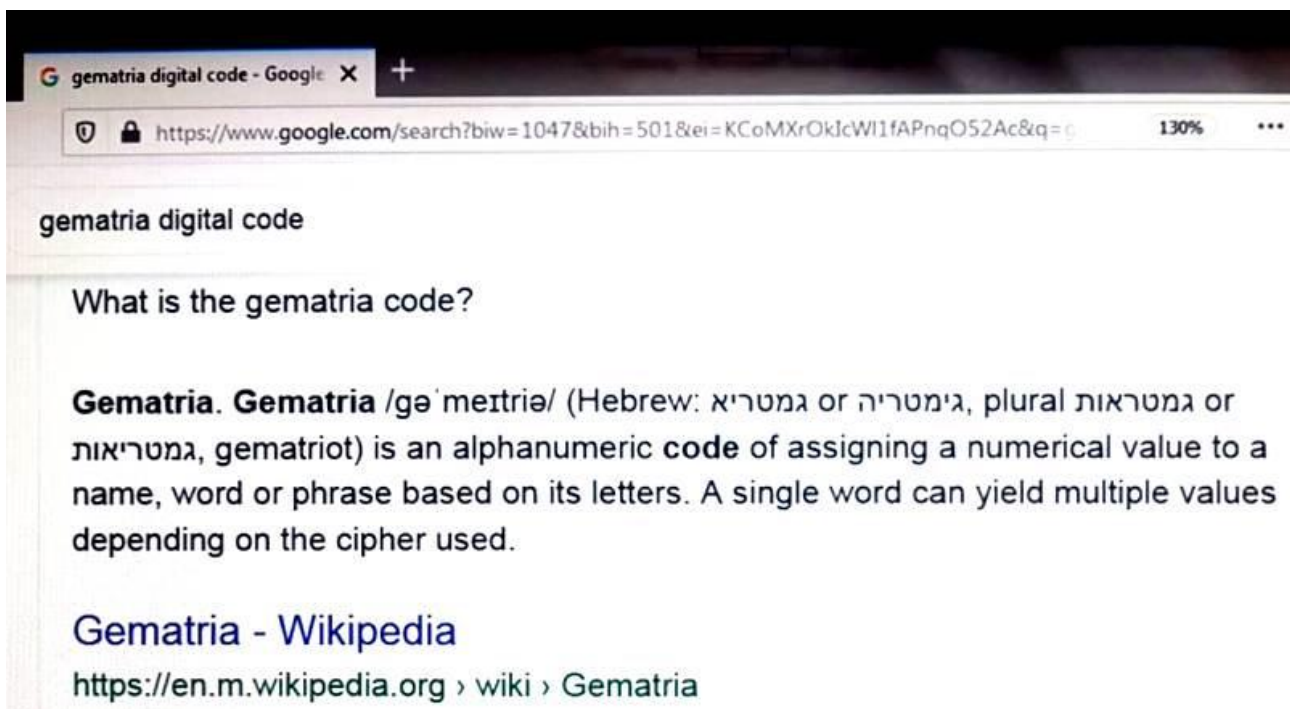 gematria digital code - Google
https://www.google.com/search?biw=1047&bih=501&ei=KCoMXrOkIcWl1fAPnqO52Ac&q=g
130%
gematria digital code
What is the gematria code?
Gematria. Gematria /ɡəˈmeɪtriə/ (Hebrew: גמטריא or גימטריה, plural גמטראות or
גמטריאות, gematriot) is an alphanumeric code of assigning a numerical value to a
name, word or phrase based on its letters. A single word can yield multiple values
depending on the cipher used.
Gematria - Wikipedia
https://en.m.wikipedia.org › wiki › Gematria